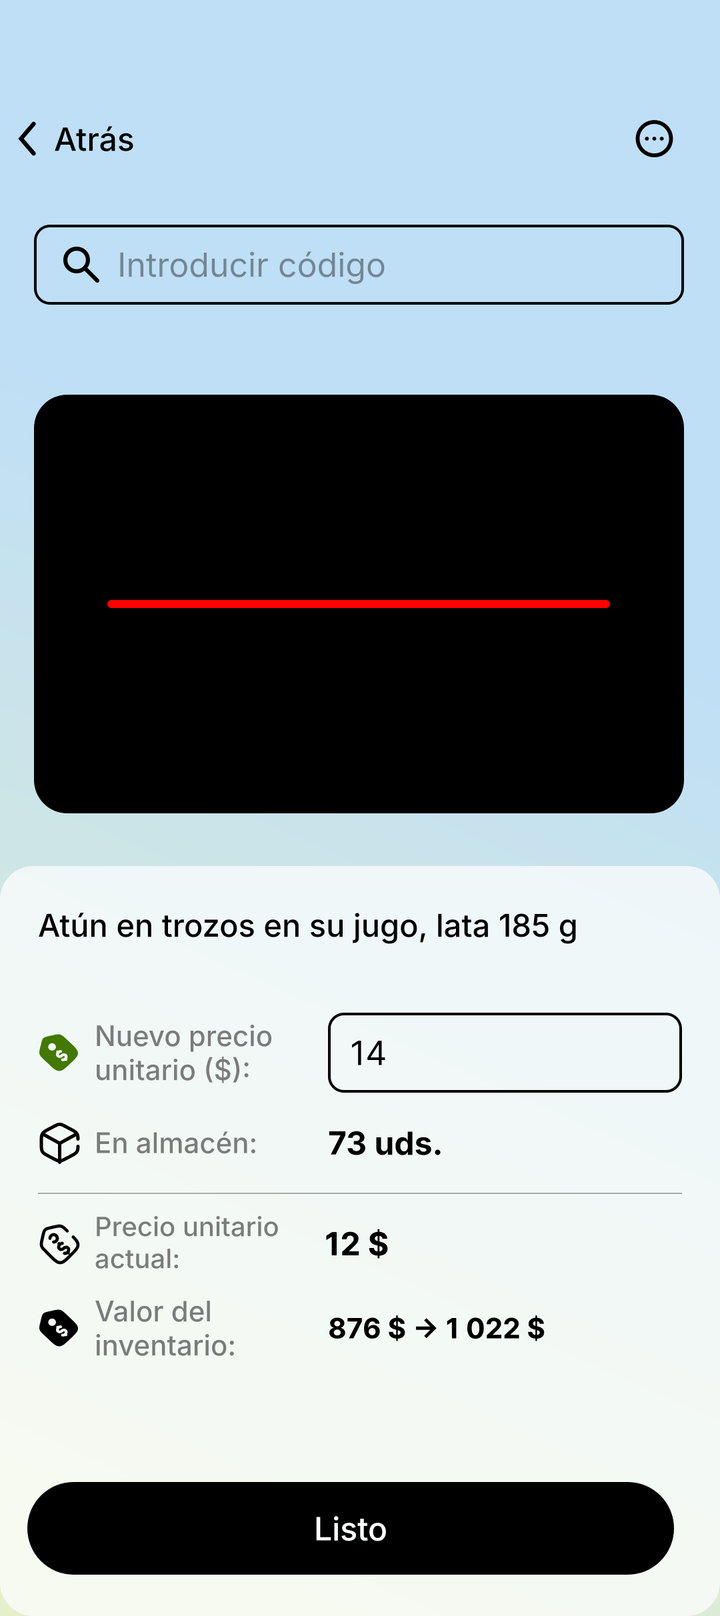 Atrás
Introducir código
Atún en trozos en su jugo, lata 185 g
Nuevo precio
unitario ($):
14
En almacén:
73 uds.
Precio unitario
actual:
12 $
Valor del
inventario:
876 $ → 1 022 $
Listo